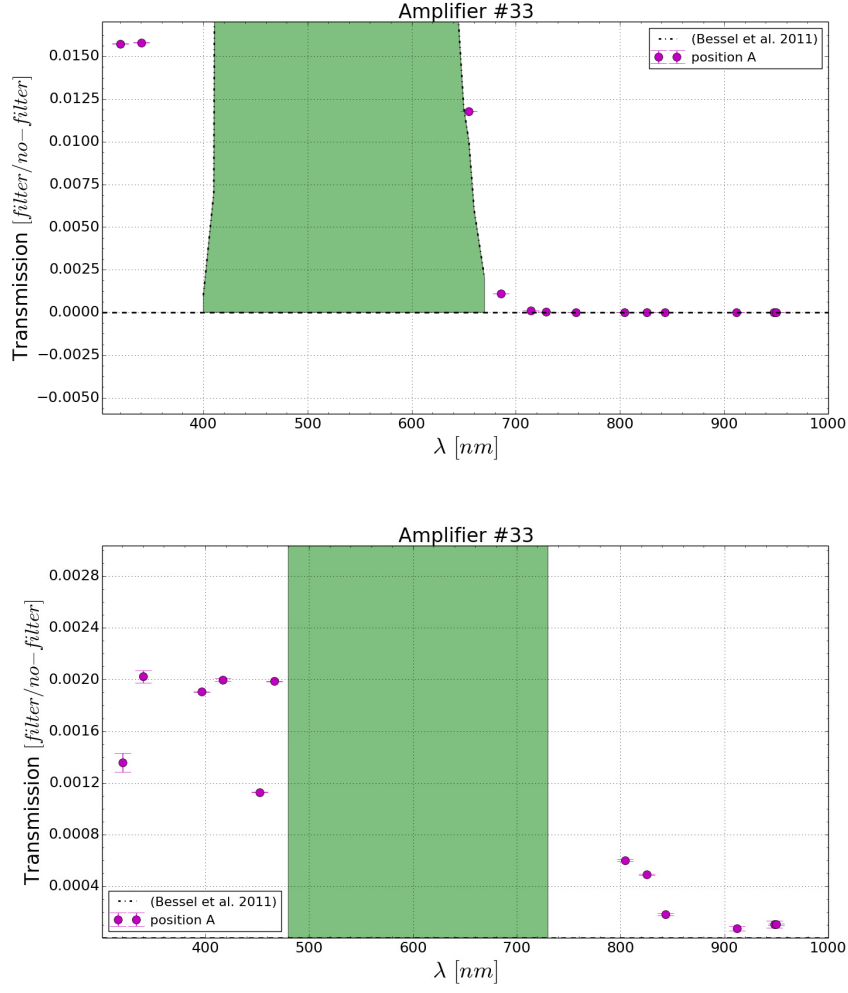 Amplifier #33
Transmission [filter/no−filter]
0.0150
0.0125
0.0100
0.0075
0.0050
0.0025
0.0000
−0.0025
−0.0050
(Bessel et al. 2011)
position A
400 500 600 700 800 900 1000
λ [nm]
Amplifier #33
Transmission [filter/no−filter]
0.0028
0.0024
0.0020
0.0016
0.0012
0.0008
0.0004
(Bessel et al. 2011)
position A
400 500 600 700 800 900 1000
λ [nm]